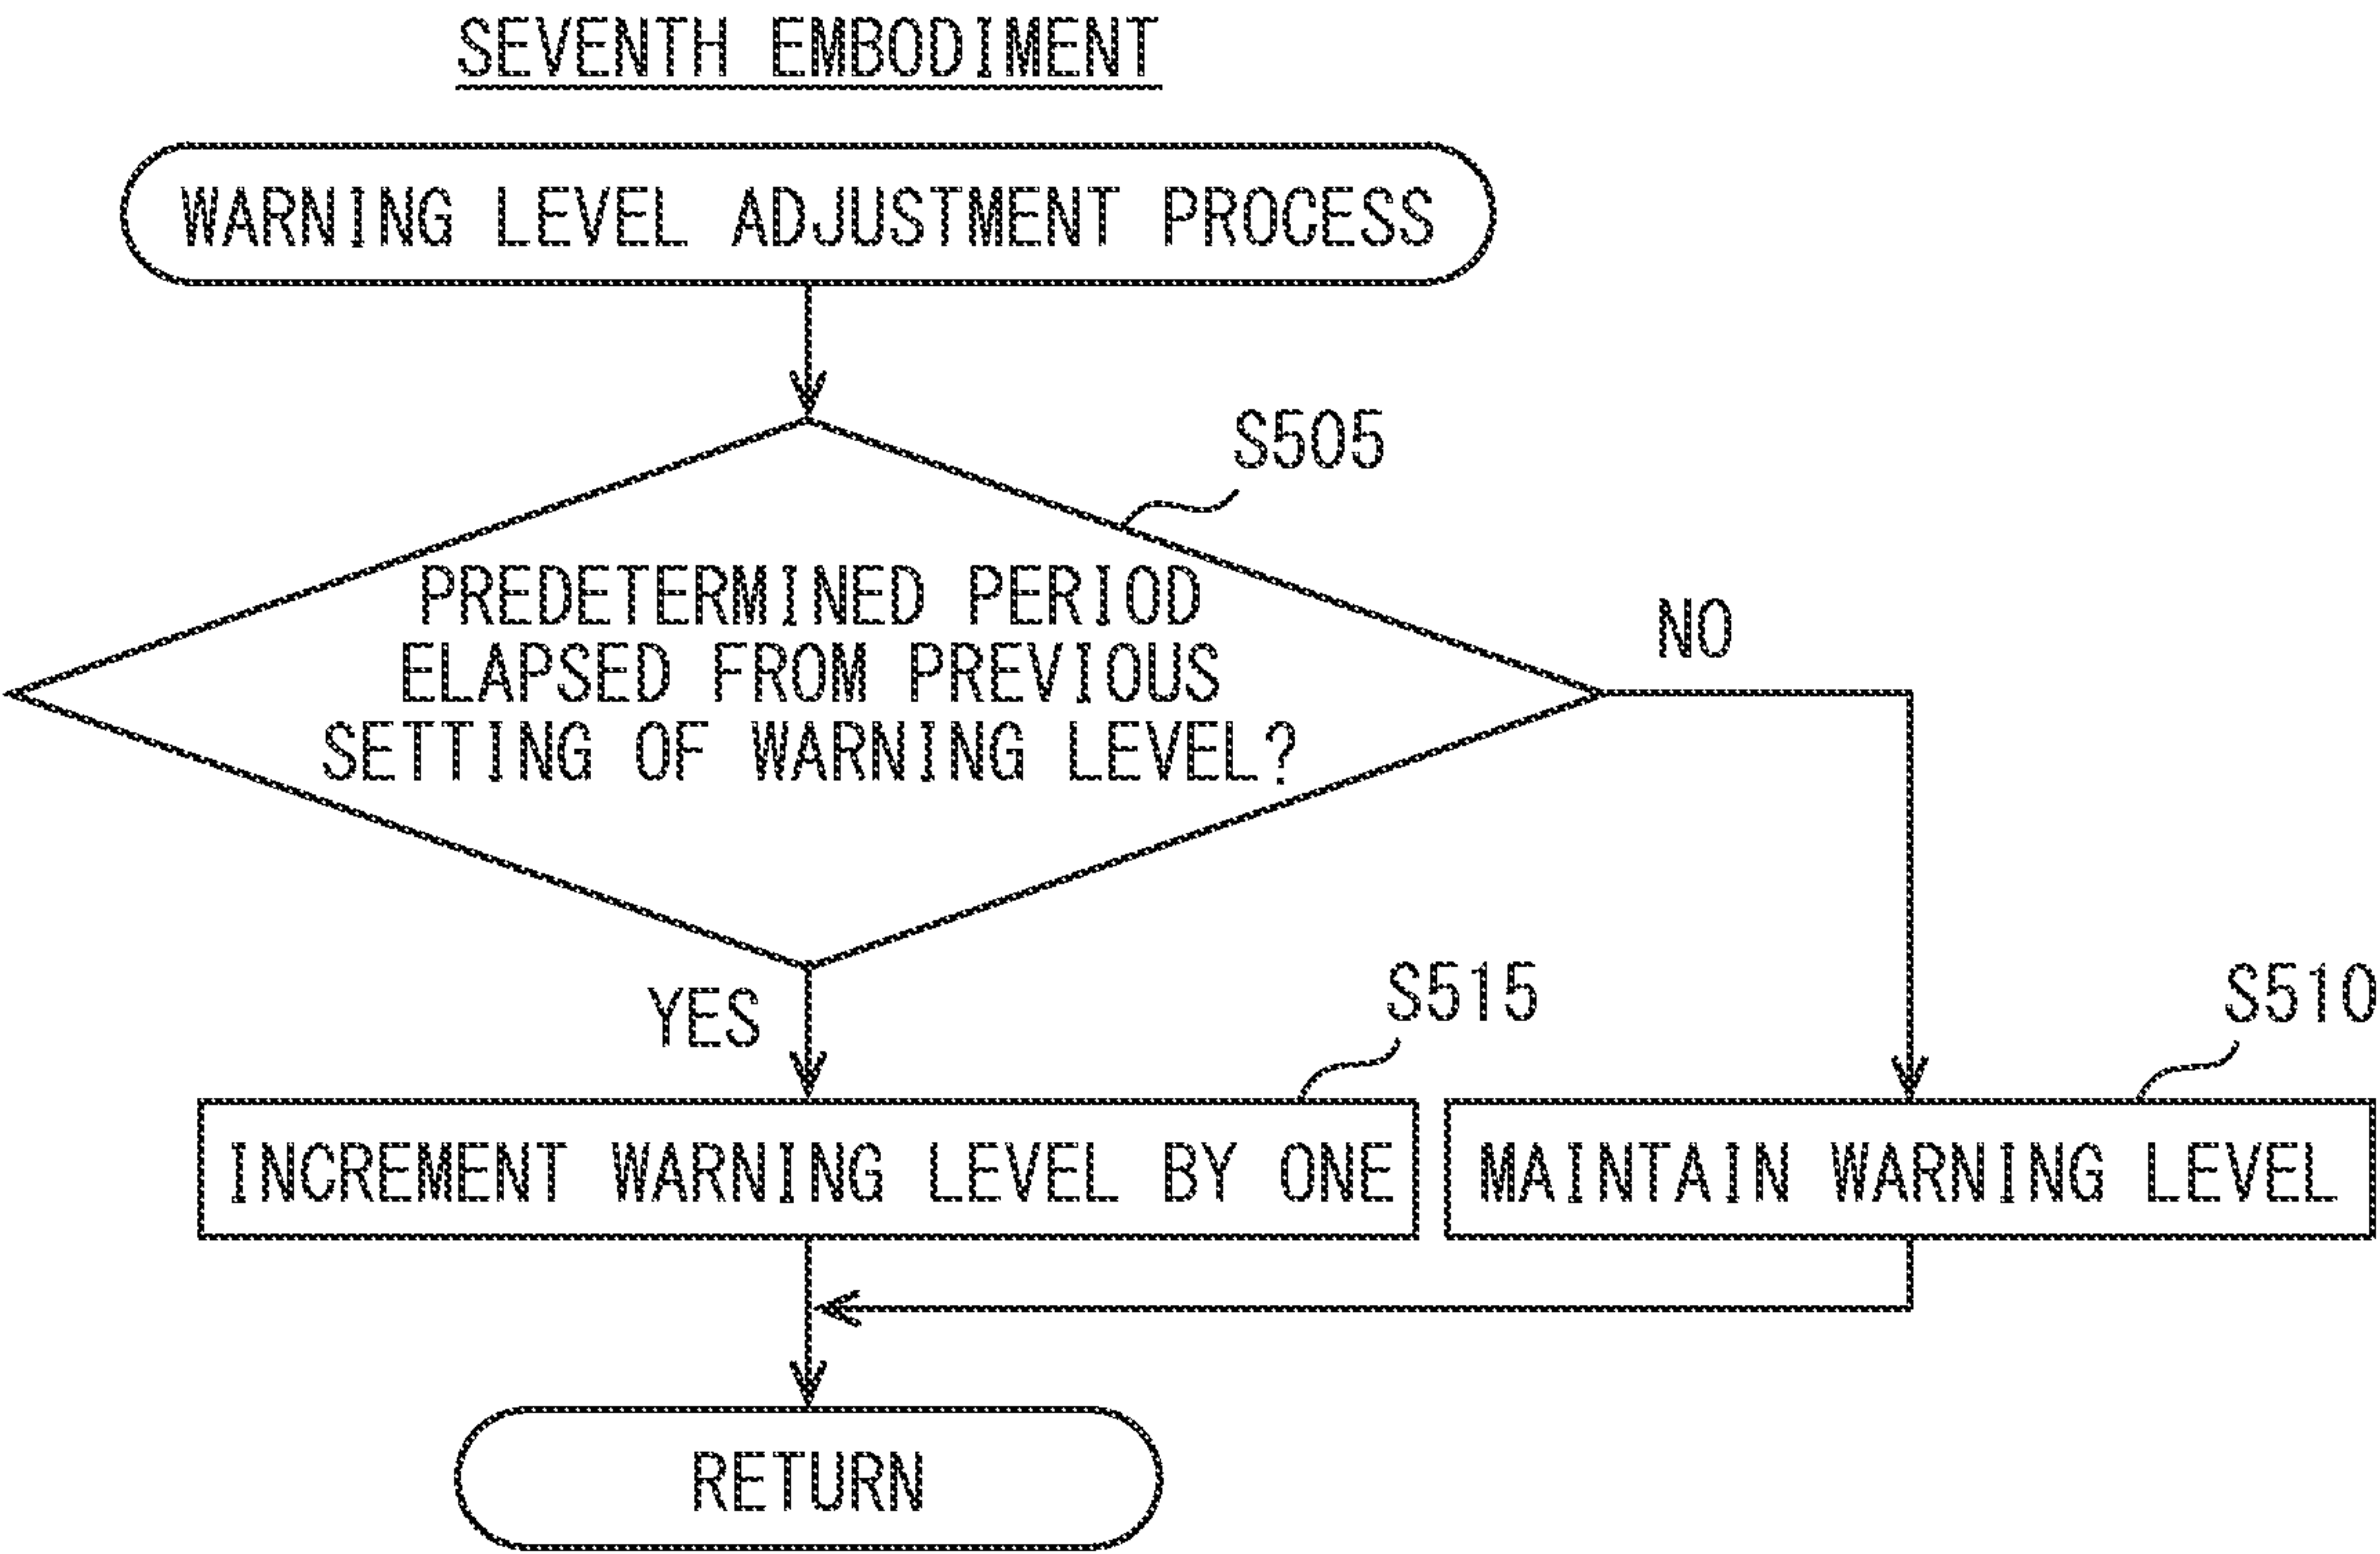 SEVENTH EMBODIMENT
WARNING LEVEL ADJUSTMENT PROCESS
S505
PREDETERMINED PERIOD
ELAPSED FROM PREVIOUS
SETTING OF WARNING LEVEL?
NO
YES
S515
S510
INCREMENT WARNING LEVEL BY ONE
MAINTAIN WARNING LEVEL
RETURN